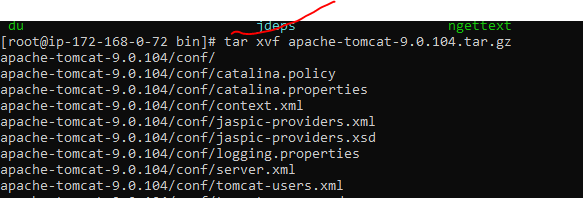 du jdeps ngettext
[root@ip-172-168-0-72 bin]# tar xvf apache-tomcat-9.0.104.tar.gz
apache-tomcat-9.0.104/conf/
apache-tomcat-9.0.104/conf/catalina.policy
apache-tomcat-9.0.104/conf/catalina.properties
apache-tomcat-9.0.104/conf/context.xml
apache-tomcat-9.0.104/conf/jaspic-providers.xml
apache-tomcat-9.0.104/conf/jaspic-providers.xsd
apache-tomcat-9.0.104/conf/logging.properties
apache-tomcat-9.0.104/conf/server.xml
apache-tomcat-9.0.104/conf/tomcat-users.xml